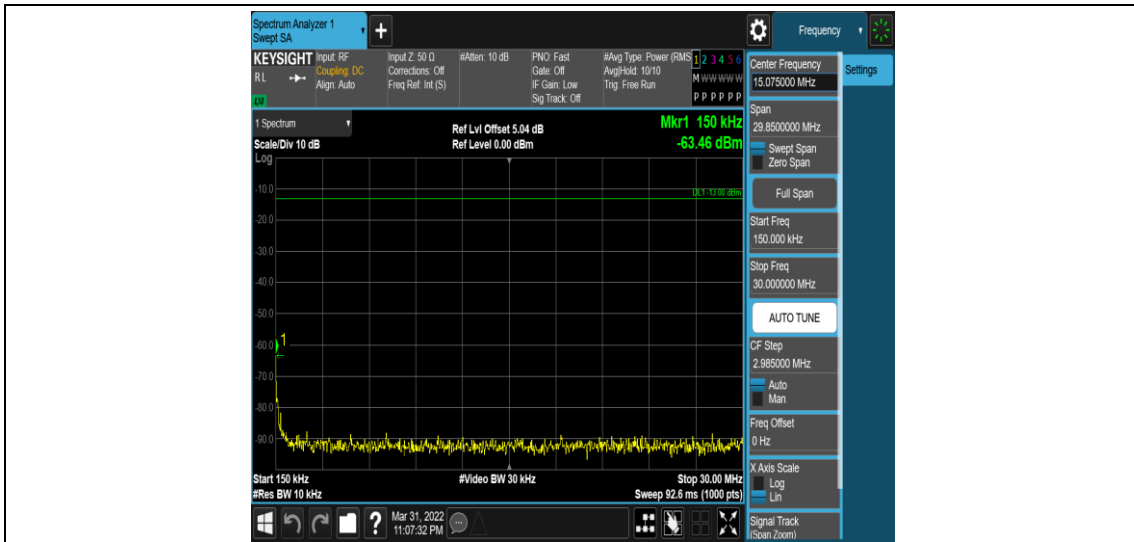 Spectrum Analyzer 1
Swept SA
+
Frequency
KEYSIGHT
RL
LXI
Input: RF
Coupling: DC
Align: Auto
Input Z: 50 Ω
Corrections: Off
Freq Ref: Int (S)
#Atten: 10 dB
PNO: Fast
Gate: Off
IF Gain: Low
Sig Track: Off
#Avg Type: Power (RMS
Avg|Hold: 10/10
Trig: Free Run
1 2 3 4 5 6
M W W W W W
P P P P P P
1 Spectrum
Scale/Div 10 dB
Ref Lvl Offset 5.04 dB
Ref Level 0.00 dBm
Mkr1 150 kHz
-63.46 dBm
Log
DL1 -13.00 dBm
-10.0
-20.0
-30.0
-40.0
-50.0
-60.0
1
-70.0
-80.0
-90.0
Start 150 kHz
#Res BW 10 kHz
#Video BW 30 kHz
Stop 30.00 MHz
Sweep 92.6 ms (1000 pts)
?
Mar 31, 2022
11:07:32 PM
Center Frequency
15.075000 MHz
Settings
Span
29.8500000 MHz
Swept Span
Zero Span
Full Span
Start Freq
150.000 kHz
Stop Freq
30.000000 MHz
AUTO TUNE
CF Step
2.985000 MHz
Auto
Man
Freq Offset
0 Hz
X Axis Scale
Log
Lin
Signal Track
(Span Zoom)